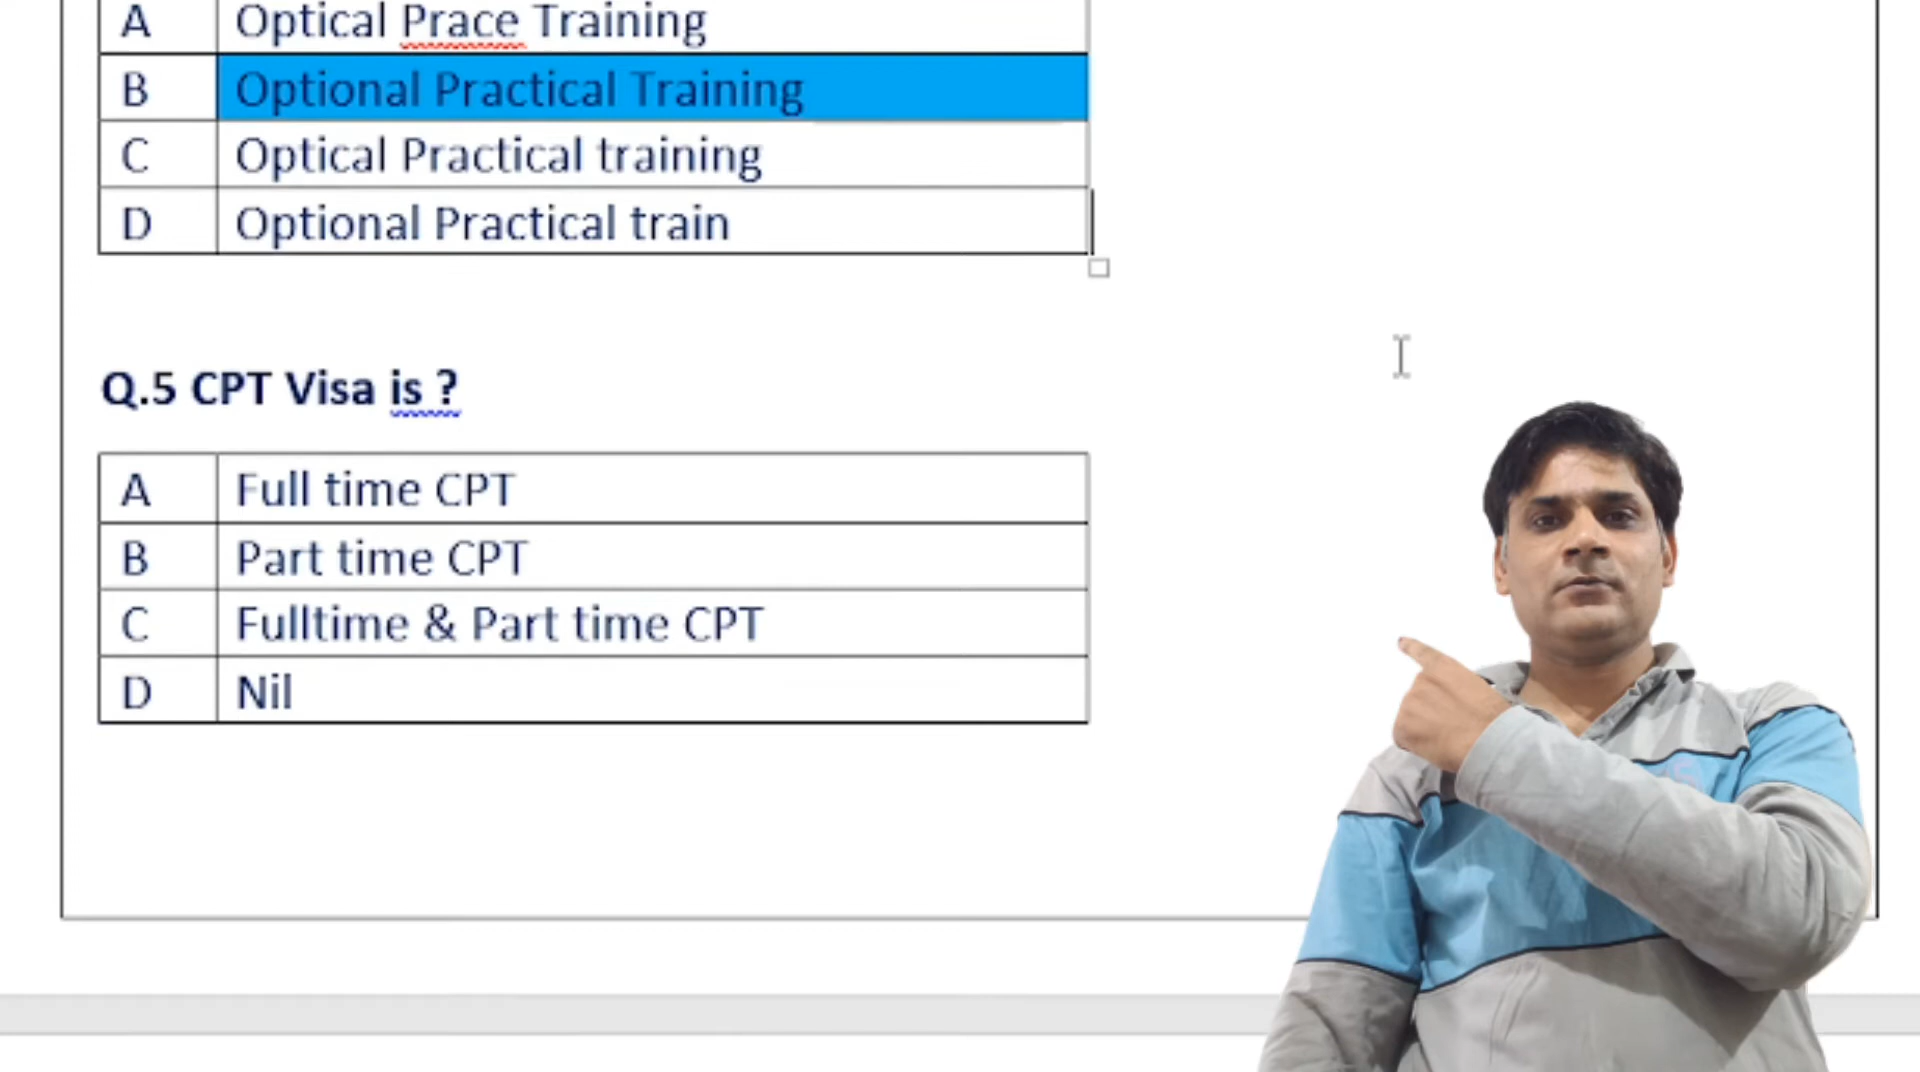 A Optical Prace Training
B Optional Practical Training
C Optical Practical training
D Optional Practical train
Q.5 CPT Visa is ?
A Full time CPT
B Part time CPT
C Fulltime & Part time CPT
D Nil